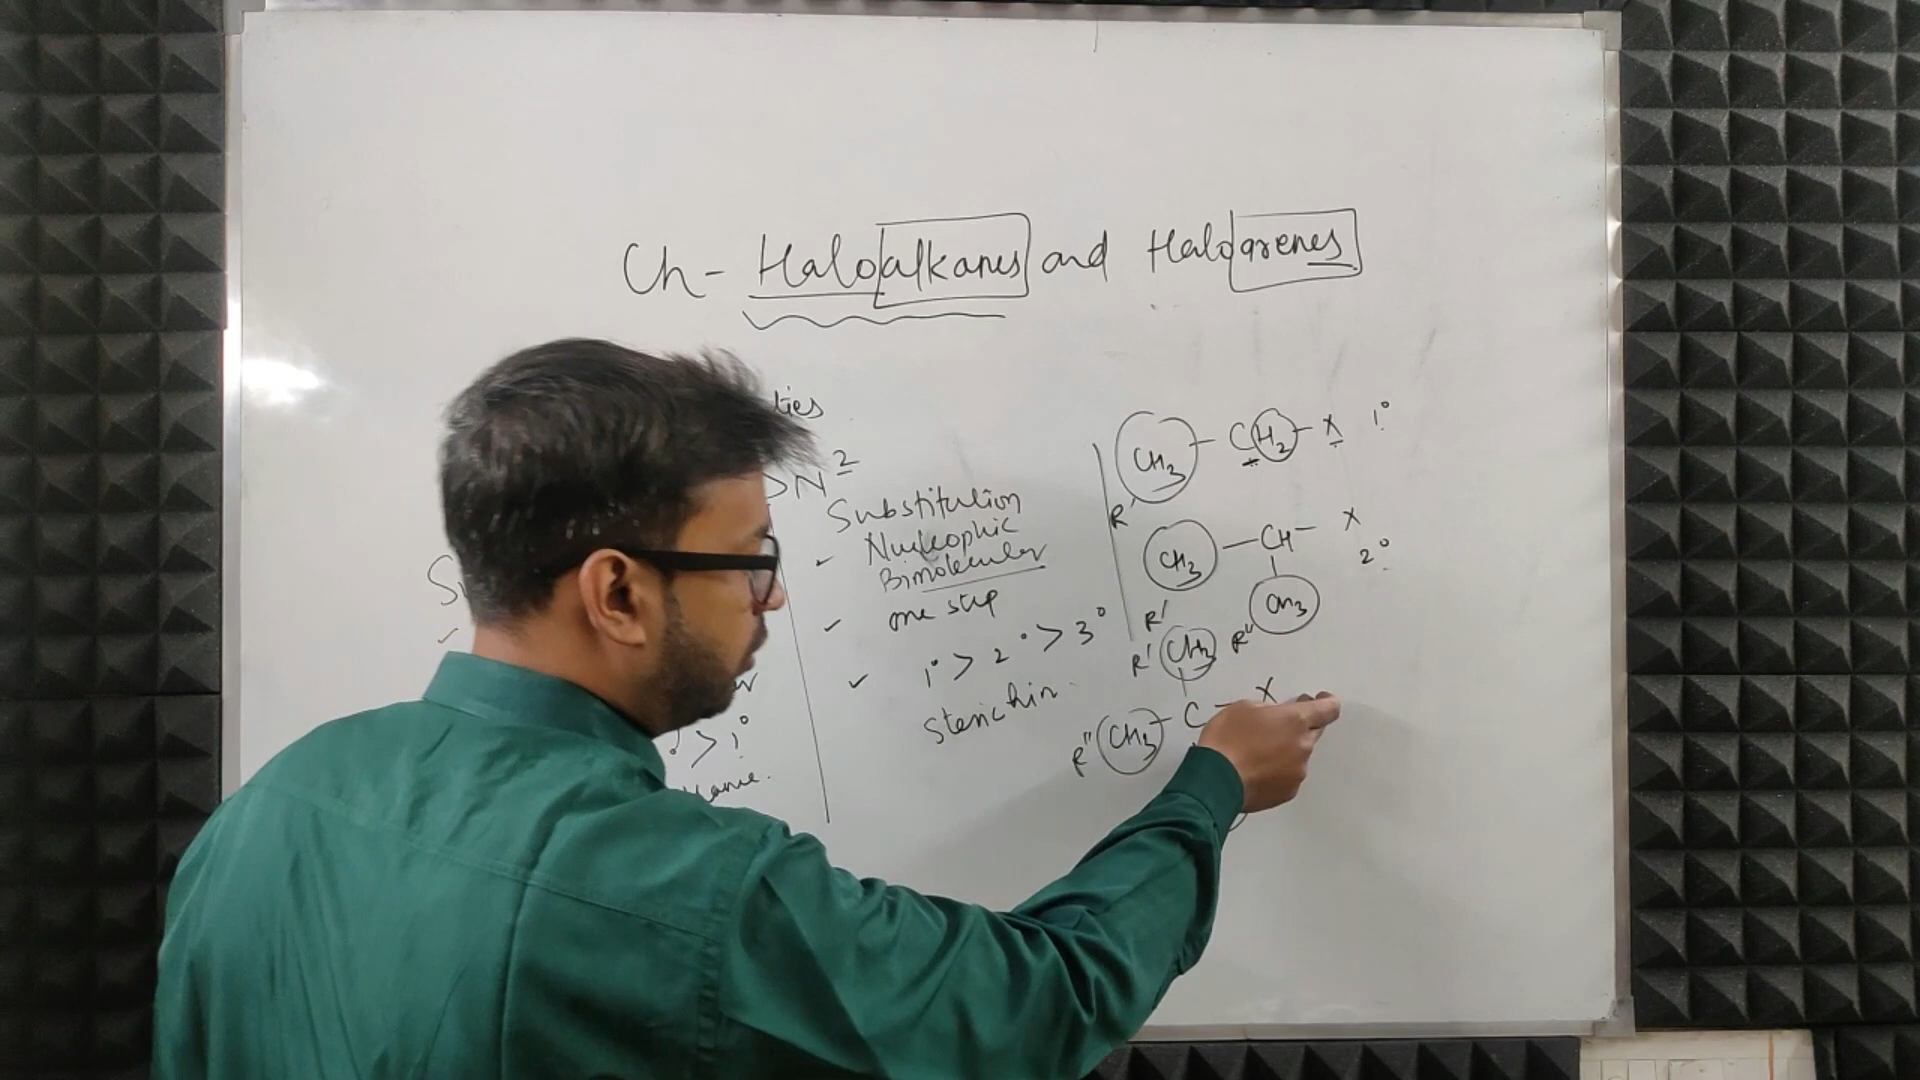 Ch- Haloalkanes and Haloarenes
ties
SN²
Substitution
Nucleophic
Bimolecular
one step
1° > 2° > 3°
steric hin
> 1°
CH3 - CH2 - X 1°
R'
CH3 - CH - X
2°
CH3
R' R"
R' CH3
CH3 - C - X
R"